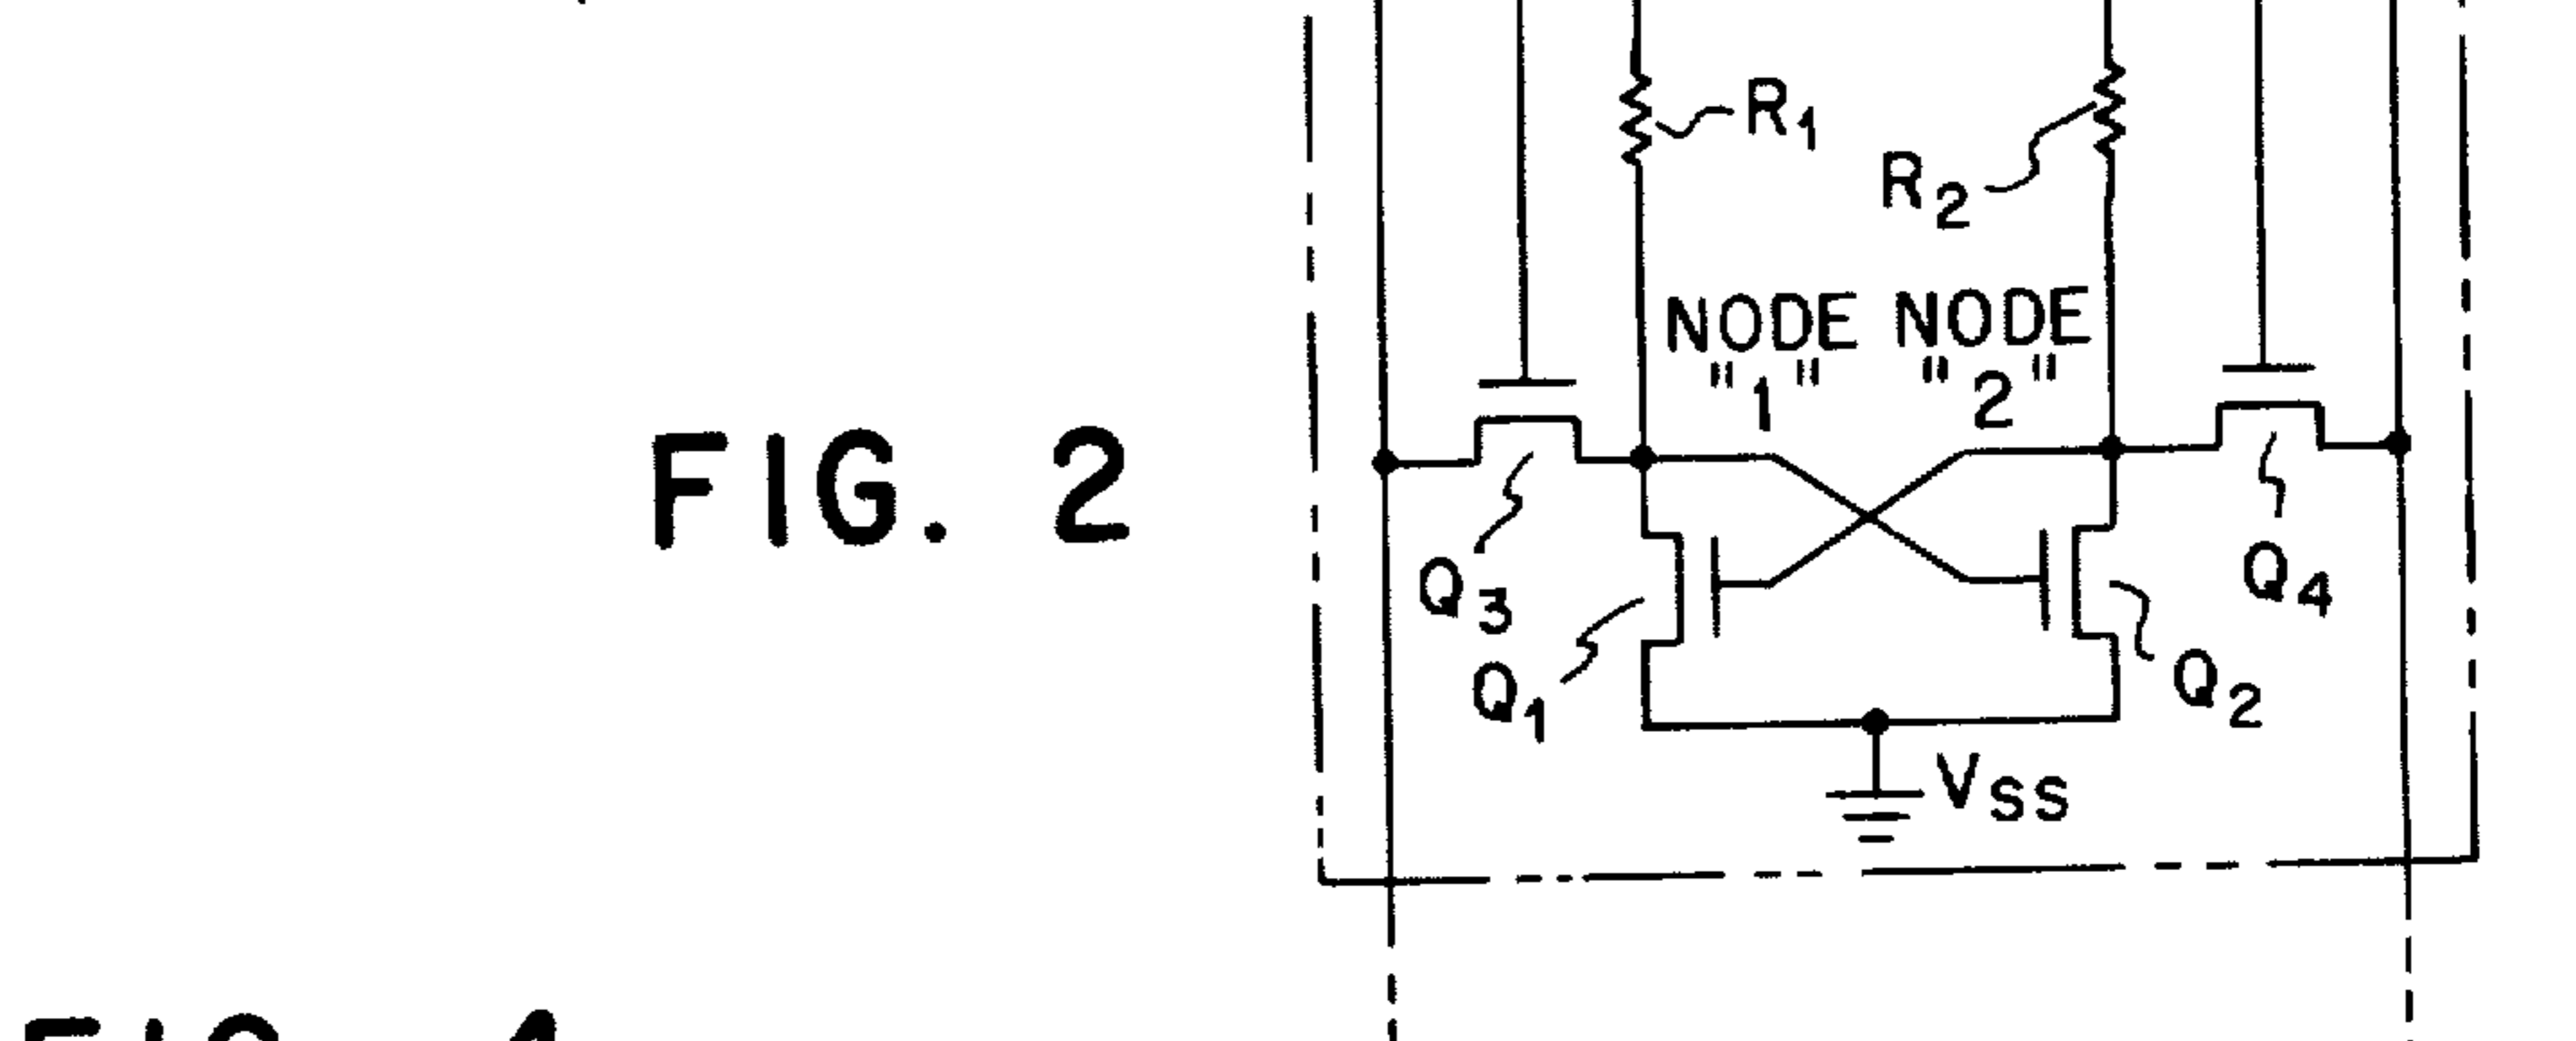 R1
R2
NODE "1"
NODE "2"
FIG. 2
Q3
Q4
Q1
Q2
VSS